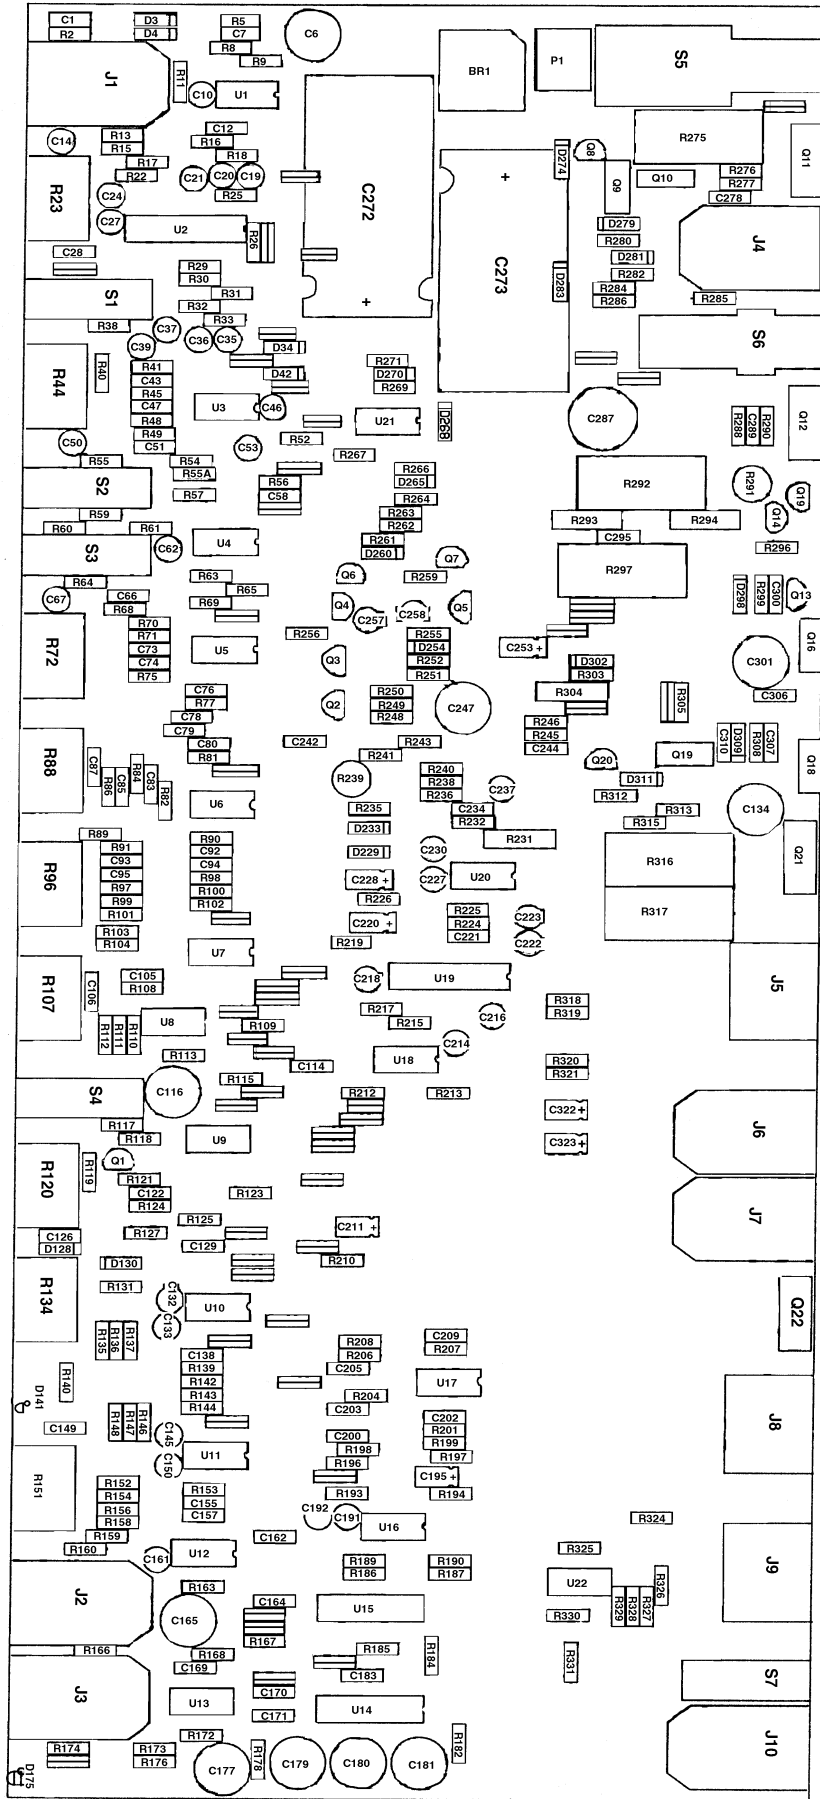 C1
R2
D3
D4
R5
C7
R8
R9
C6
BR1
P1
S5
J1
R11
C10
U1
C12
C14
R13
R15
R16
R17
R18
R22
C21
C20
C19
R25
R23
C24
C27
U2
R26
C28
C272
C273
D274
Q8
Q9
R275
Q10
R276
R277
C278
Q11
D279
R280
D281
R282
D283
R284
R286
R285
J4
S1
R29
R30
R31
R32
R33
R38
C37
C36
C35
C39
D34
S6
R44
R40
R41
C43
R45
C47
R48
R49
C51
D42
U3
C46
R271
D270
R269
U21
D268
C287
R288
C289
R290
Q12
C50
R55
R54
R55A
R57
C53
R52
R267
R56
C58
R266
D265
R264
R263
R262
R261
D260
R292
R291
Q19
Q14
R293
R294
C295
R296
S2
R59
R60
R61
S3
C62
U4
R64
R63
R65
R69
C67
C66
R68
R70
R71
C73
C74
R75
R72
U5
Q7
Q6
R259
Q4
C257
C258
Q5
R256
R255
D254
R252
R251
Q3
C253 +
R297
D298
R299
C300
Q13
Q16
C301
D302
R303
R304
R305
C306
C76
R77
C78
C79
C80
R81
Q2
R250
R249
R248
C247
C242
R243
R241
R246
R245
C244
Q20
Q19
C310
D309
R308
C307
Q18
R88
C87
R86
C85
R84
C83
R82
U6
R239
R240
R238
R236
C237
R235
C234
R232
D233
R231
D311
R312
R313
R315
C134
R89
R91
C93
C95
R97
R99
R101
R96
R90
C92
C94
R98
R100
R102
D229
C230
C228 +
C227
U20
R226
C220 +
R225
R224
C221
C223
C222
R219
R316
R317
Q21
R103
R104
U7
R107
C106
C105
R108
R112
R111
R110
U8
R109
R113
C218
U19
R217
R215
C216
C214
U18
C114
R318
R319
R320
R321
C322 +
C323 +
J5
S4
C116
R115
R117
R118
U9
R212
R213
J6
J7
R120
R119
Q1
R121
C122
R124
R123
R125
R127
C126
D128
C129
C211 +
R210
D130
R131
R134
C132
C133
U10
Q22
R135
R136
R137
C138
R139
R142
R143
R144
R140
D141
R208
R206
C205
R204
C203
C209
R207
U17
J8
R148
R147
R146
C149
C145
C150
U11
R151
C200
R198
R196
R193
C202
R201
R199
R197
C195 +
R194
R152
R154
R156
R158
R159
R160
R153
C155
C157
C192
C191
U16
C162
C161
U12
R189
R186
R190
R187
R324
R325
U22
R326
R329
R328
R327
R330
R331
J9
J2
R163
C165
C164
R167
U15
R166
R168
C169
R185
R184
C183
J3
C170
C171
U13
U14
R172
R174
R173
R176
R178
C177
C179
C180
C181
R182
D175
S7
J10